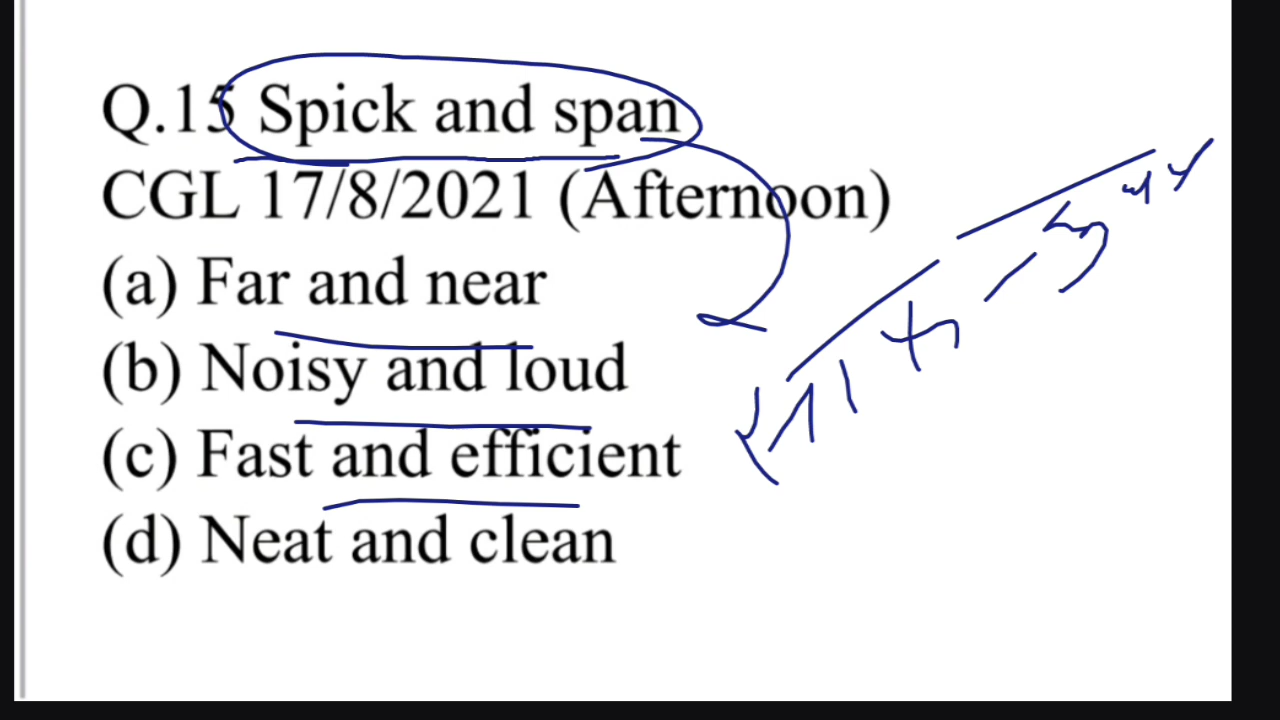 Q.15 Spick and span
CGL 17/8/2021 (Afternoon)
(a) Far and near
(b) Noisy and loud
(c) Fast and efficient
(d) Neat and clean